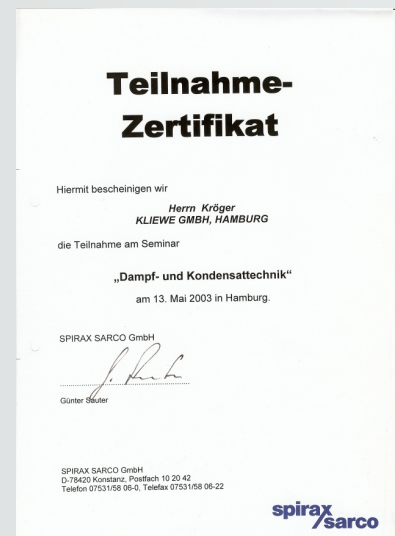 Teilnahme-
Zertifikat
Hiermit bescheinigen wir
Herrn Kröger
KLIEWE GMBH, HAMBURG
die Teilnahme am Seminar
„Dampf- und Kondensattechnik“
am 13. Mai 2003 in Hamburg.
SPIRAX SARCO GmbH
Günter Sauter
SPIRAX SARCO GmbH
D-78420 Konstanz, Postfach 10 20 42
Telefon 07531/58 06-0, Telefax 07531/58 06-22
spirax
/sarco